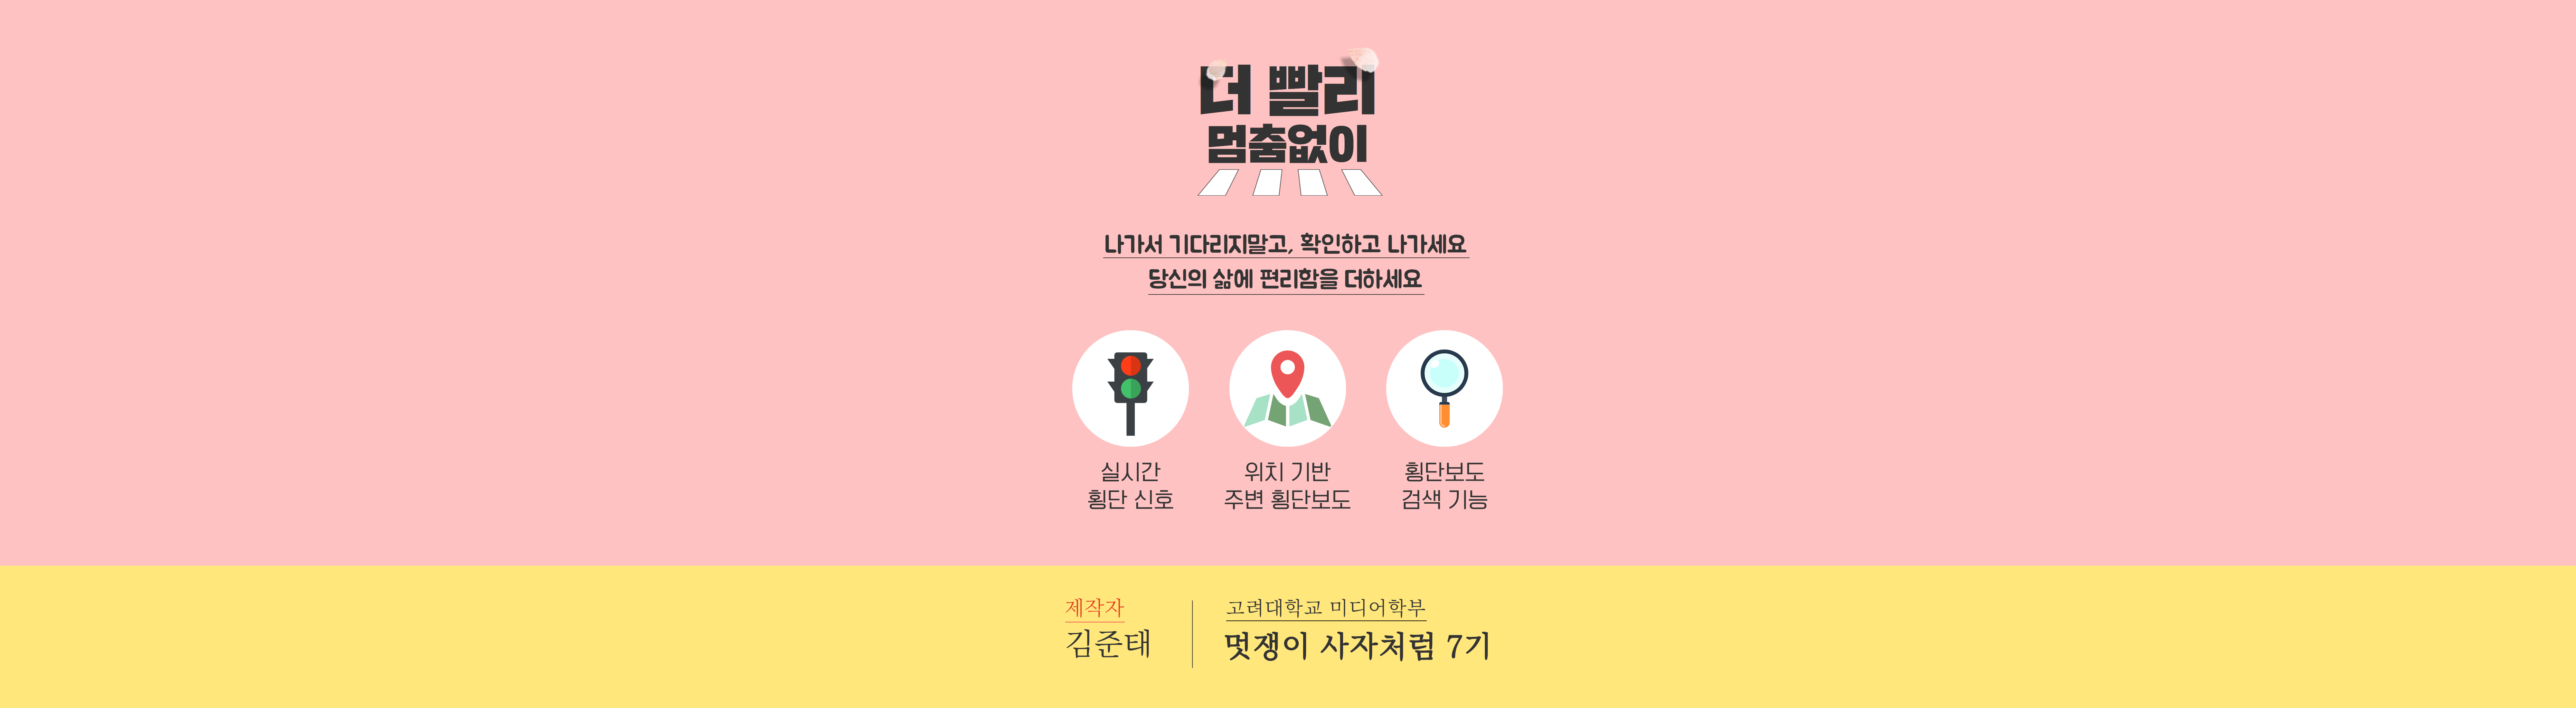 더 빨리
멈춤없이
나가서 기다리지말고, 확인하고 나가세요
당신의 삶에 편리함을 더하세요
실시간
횡단 신호
위치 기반
주변 횡단보도
횡단보도
검색 기능
제작자
김준태
고려대학교 미디어학부
멋쟁이 사자처럼 7기